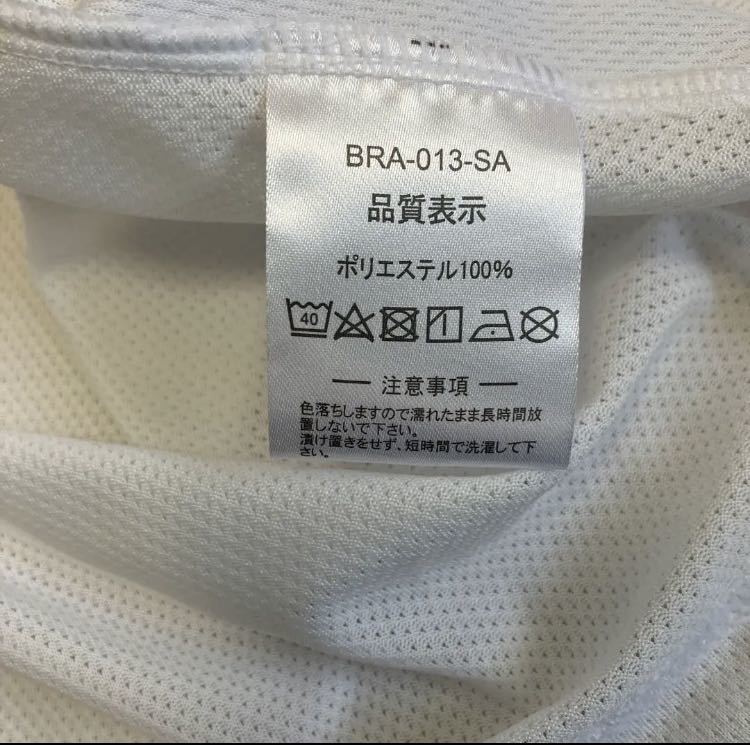 BRA-013-SA
品質表示
ポリエステル100%
40
注意事項
色落ちしますので濡れたまま長時間放
置しないで下さい。
漬け置きをせず、短時間で洗濯して下
さい。